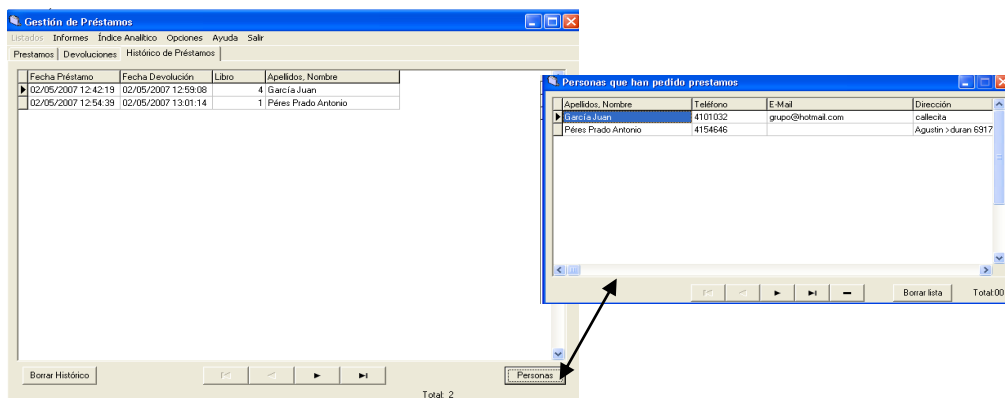 Gestión de Préstamos
Listados Informes Índice Analítico Opciones Ayuda Salir
Prestamos Devoluciones Histórico de Préstamos
Fecha Préstamo Fecha Devolución Libro Apellidos, Nombre
02/05/2007 12:42:19 02/05/2007 12:59:08 4 García Juan
02/05/2007 12:54:39 02/05/2007 13:01:14 1 Péres Prado Antonio
Borrar Histórico Personas
Total: 2
Personas que han pedido prestamos
Apellidos, Nombre Teléfono E-Mail Dirección
García Juan 4101032 grupo@hotmail.com callecita
Péres Prado Antonio 4154646 Agustin >duran 6917
Borrar lista Total:00